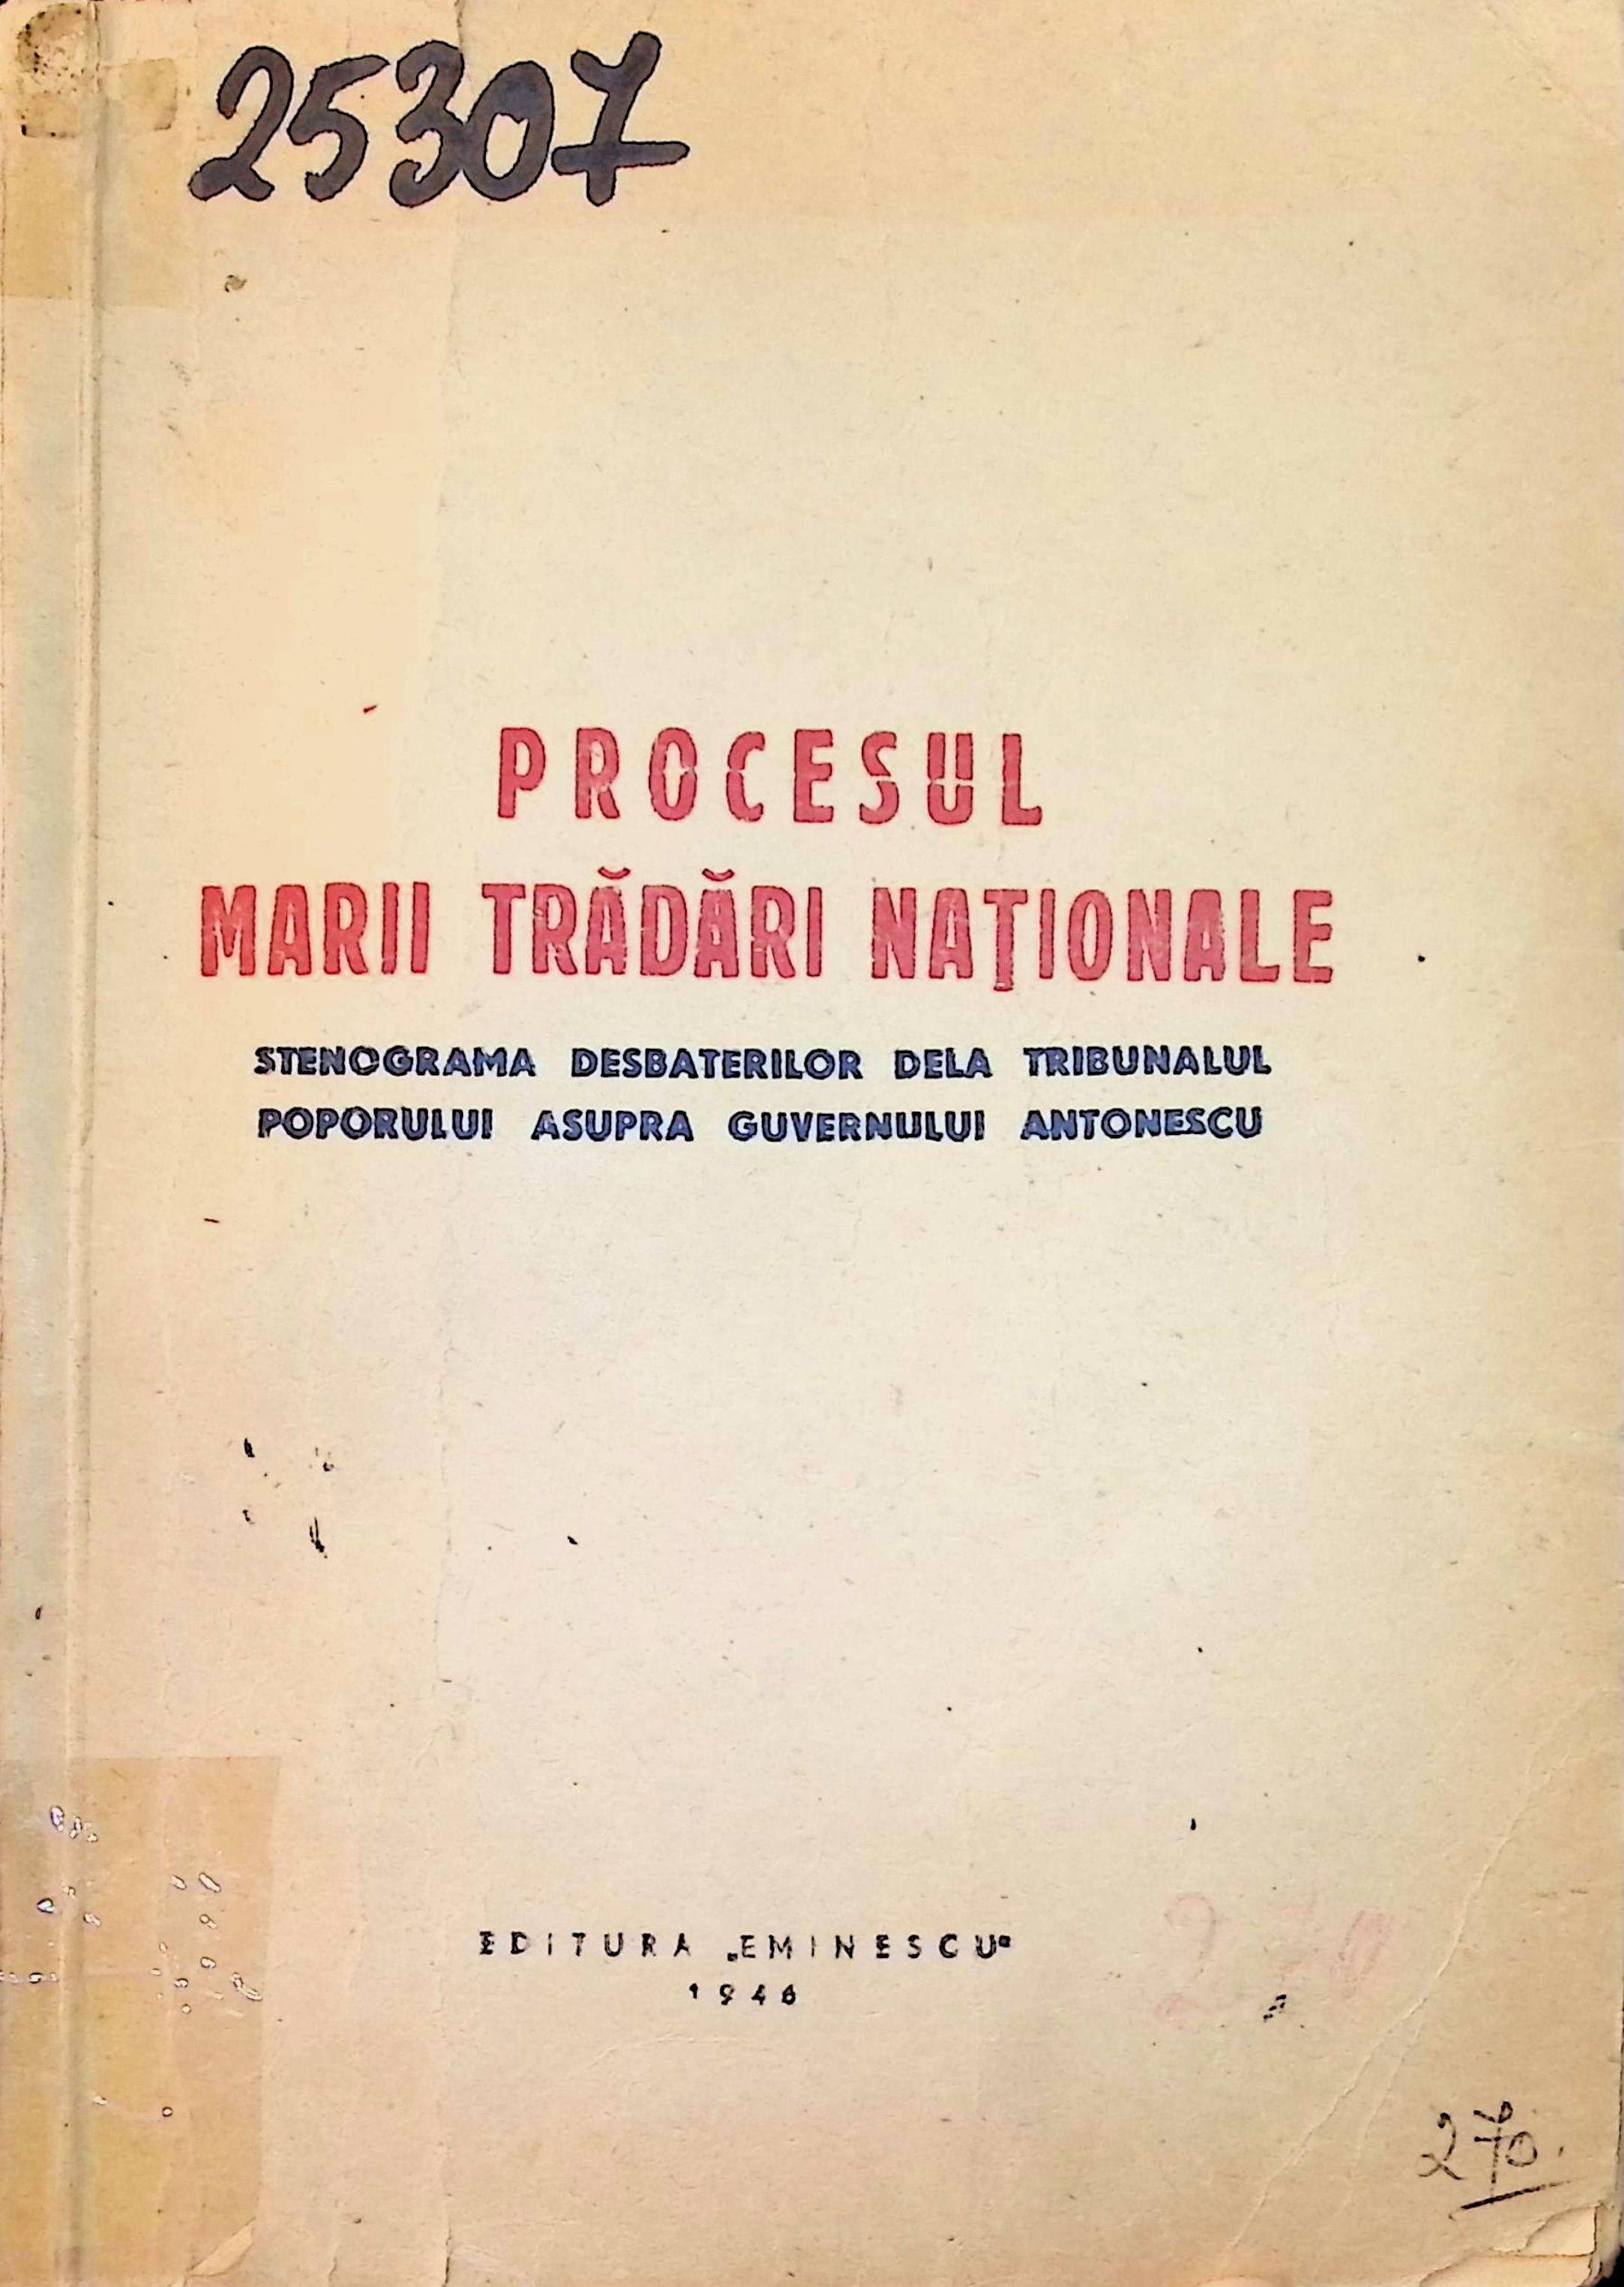 25307
PROCESUL
MARII TRĂDĂRI NAȚIONALE
STENOGRAMA DESBATERILOR DELA TRIBUNALUL
POPORULUI ASUPRA GUVERNULUI ANTONESCU
EDITURA „EMINESCU"
1946
270.